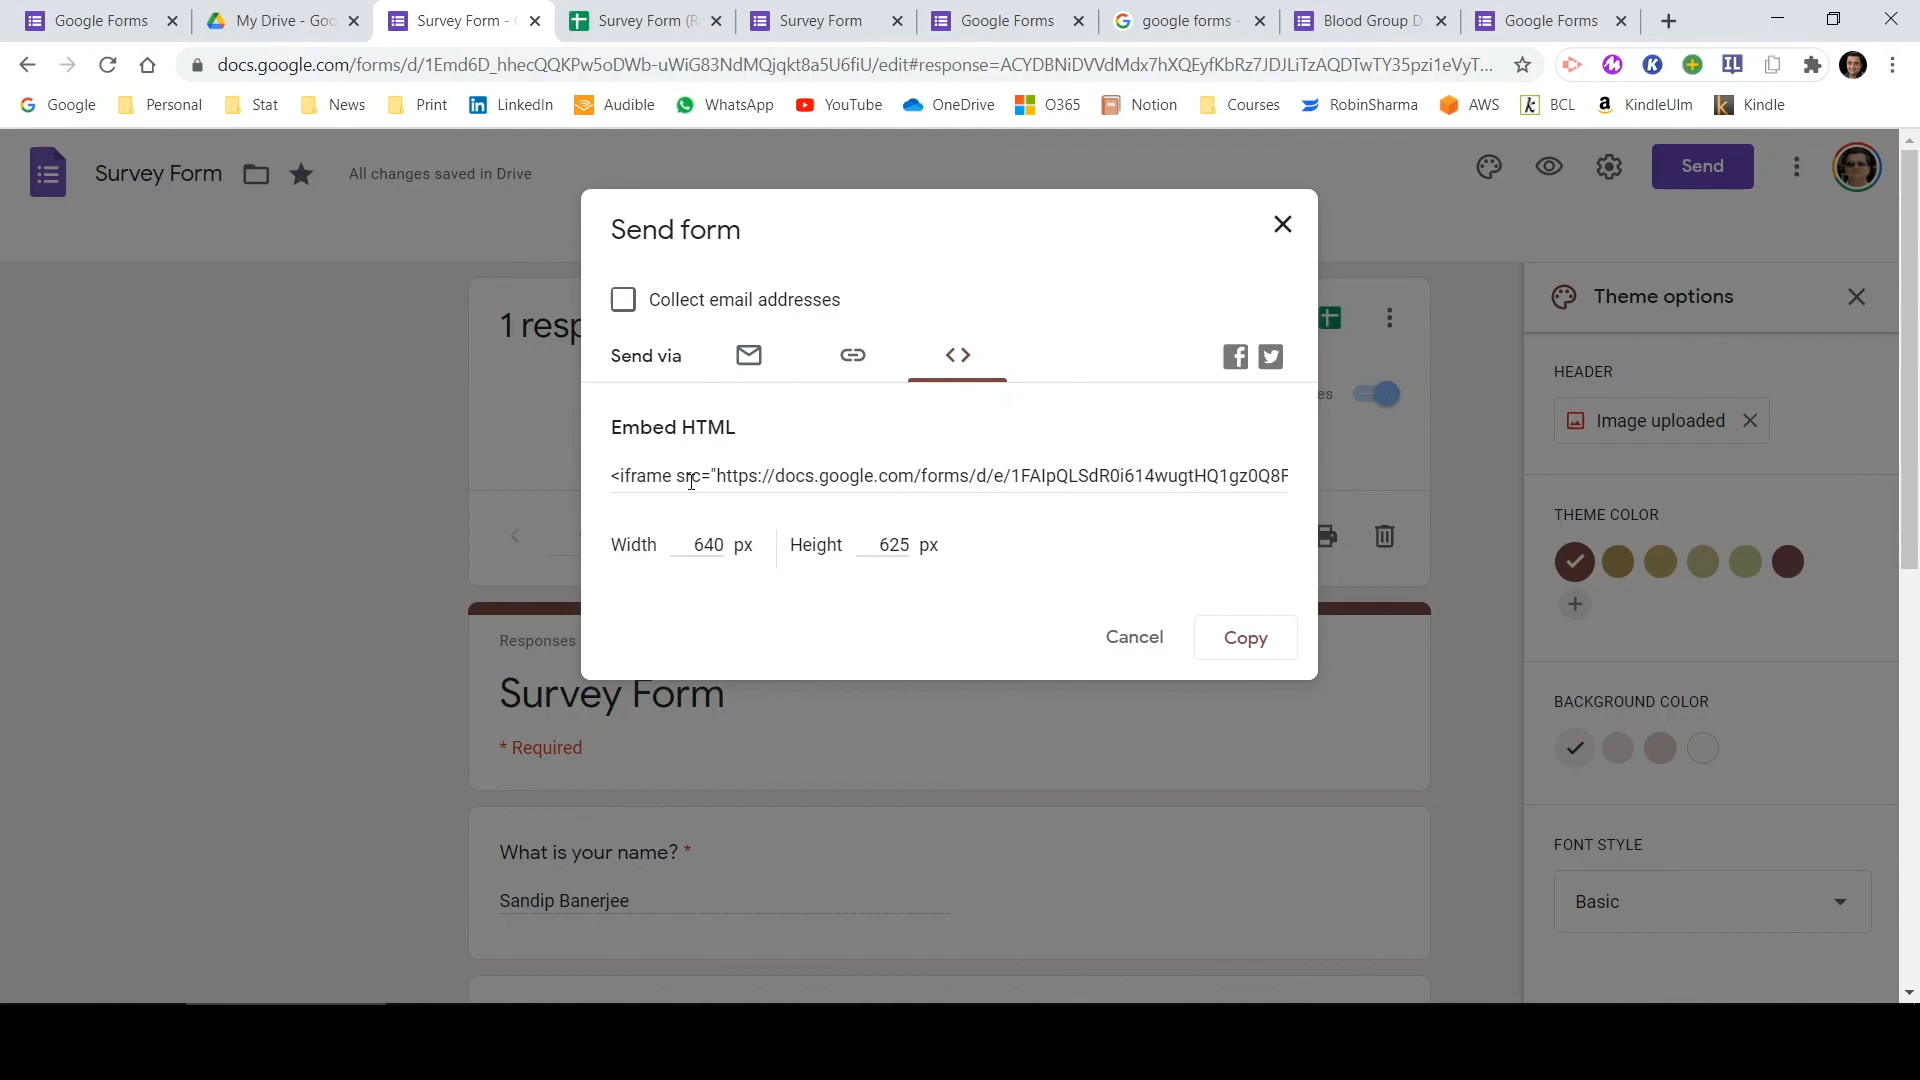 Google Forms
My Drive - Goo
Survey Form -
Survey Form (R
Survey Form
Google Forms
google forms -
Blood Group D
Google Forms
docs.google.com/forms/d/1Emd6D_hhecQQKPw5oDWb-uWiG83NdMQjqkt8a5U6fiU/edit#response=ACYDBNiDVVdMdx7hXQEyfKbRz7JDJLiTzAQDTwTY35pzi1eVyT...
Google Personal Stat News Print LinkedIn Audible WhatsApp YouTube OneDrive O365 Notion Courses RobinSharma AWS BCL KindleUlm Kindle
Survey Form
All changes saved in Drive
Send
Send form
Collect email addresses
Send via
Embed HTML
<iframe src="https://docs.google.com/forms/d/e/1FAIpQLSdR0i614wugtHQ1gz0Q8F
Width 640 px Height 625 px
Cancel Copy
1 resp
es
Responses
Survey Form
* Required
What is your name? *
Sandip Banerjee
Theme options
HEADER
Image uploaded
THEME COLOR
BACKGROUND COLOR
FONT STYLE
Basic